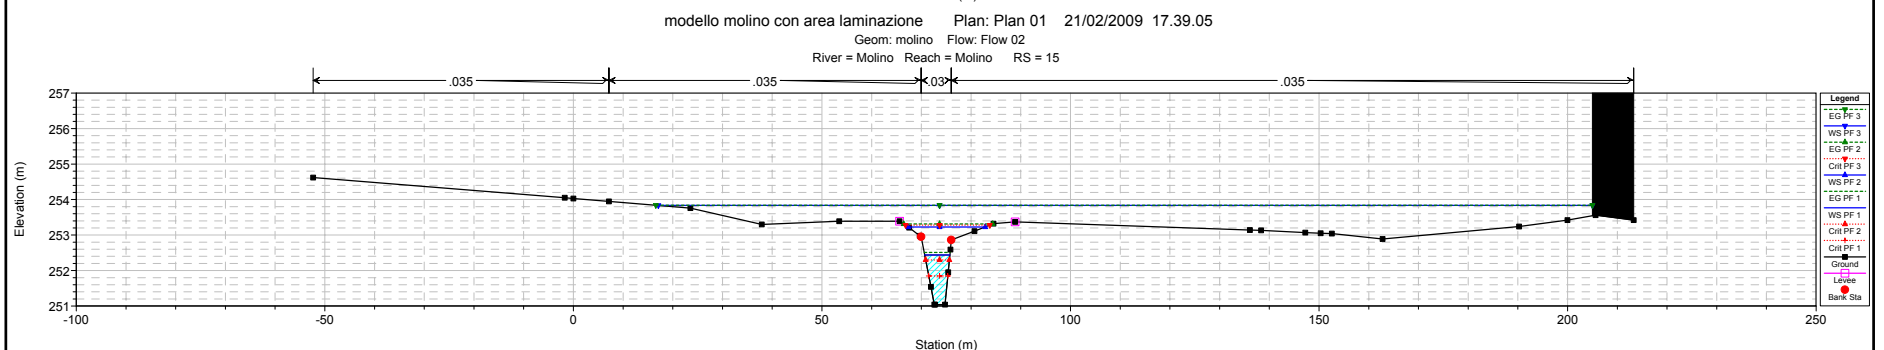 modello molino con area laminazione Plan: Plan 01 21/02/2009 17.39.05
Geom: molino Flow: Flow 02
River = Molino Reach = Molino RS = 15
.035 .035 .03 .035
257
256
255
254
253
252
251
-100 -50 0 50 100 150 200 250
Elevation (m)
Station (m)
Legend
EG PF 3
WS PF 3
EG PF 2
Crit PF 3
WS PF 2
EG PF 1
WS PF 1
Crit PF 2
Crit PF 1
Ground
Levee
Bank Sta